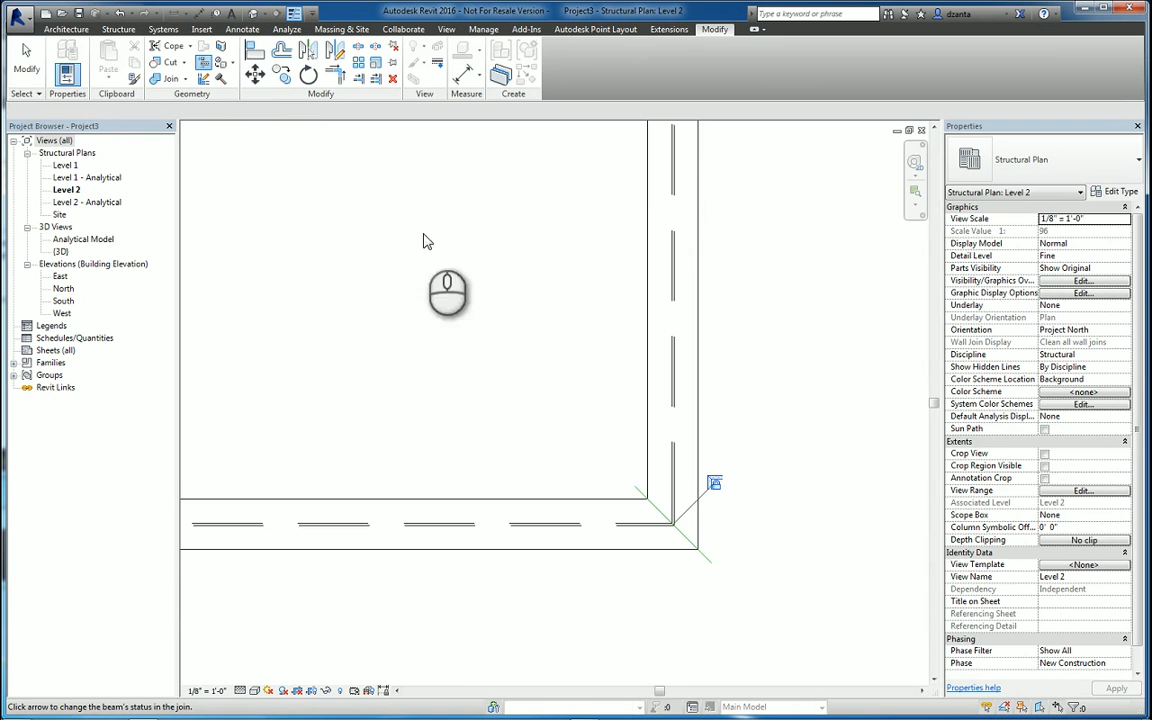 Autodesk Revit 2016 - Not For Resale Version - Project3 - Structural Plan: Level 2
Type a keyword or phrase
dzanta
Architecture Structure Systems Insert Annotate Analyze Massing & Site Collaborate View Manage Add-Ins Autodesk Point Layout Extensions Modify
Modify
Paste
Cope
Cut
Join
Select Properties Clipboard Geometry Modify View Measure Create
Project Browser - Project3
Views (all)
Structural Plans
Level 1
Level 1 - Analytical
Level 2
Level 2 - Analytical
Site
3D Views
Analytical Model
{3D}
Elevations (Building Elevation)
East
North
South
West
Legends
Schedules/Quantities
Sheets (all)
Families
Groups
Revit Links
Properties
Structural Plan
Structural Plan: Level 2 Edit Type
Graphics
View Scale 1/8" = 1'-0"
Scale Value 1: 96
Display Model Normal
Detail Level Fine
Parts Visibility Show Original
Visibility/Graphics Ov... Edit...
Graphic Display Options Edit...
Underlay None
Underlay Orientation Plan
Orientation Project North
Wall Join Display Clean all wall joins
Discipline Structural
Show Hidden Lines By Discipline
Color Scheme Location Background
Color Scheme <none>
System Color Schemes Edit...
Default Analysis Displ... None
Sun Path
Extents
Crop View
Crop Region Visible
Annotation Crop
View Range Edit...
Associated Level Level 2
Scope Box None
Column Symbolic Off... 0' 0"
Depth Clipping No clip
Identity Data
View Template <None>
View Name Level 2
Dependency Independent
Title on Sheet
Referencing Sheet
Referencing Detail
Phasing
Phase Filter Show All
Phase New Construction
Properties help Apply
1/8" = 1'-0"
Click arrow to change the beam's status in the join.
:0
Main Model
:0